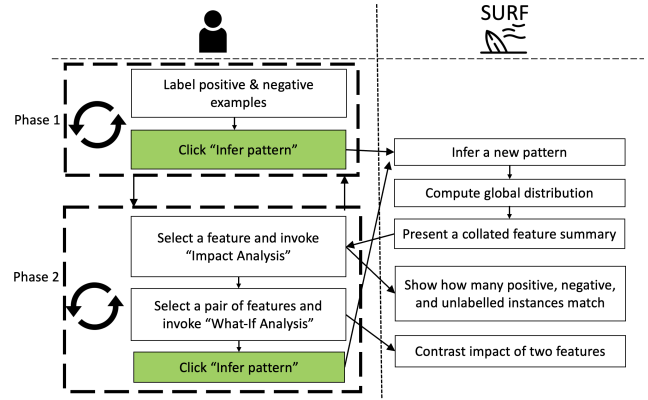 SURF
Phase 1
Label positive & negative
examples
Click “Infer pattern”
Infer a new pattern
Compute global distribution
Present a collated feature summary
Phase 2
Select a feature and invoke
“Impact Analysis”
Show how many positive, negative,
and unlabelled instances match
Select a pair of features and
invoke “What-If Analysis”
Contrast impact of two features
Click “Infer pattern”